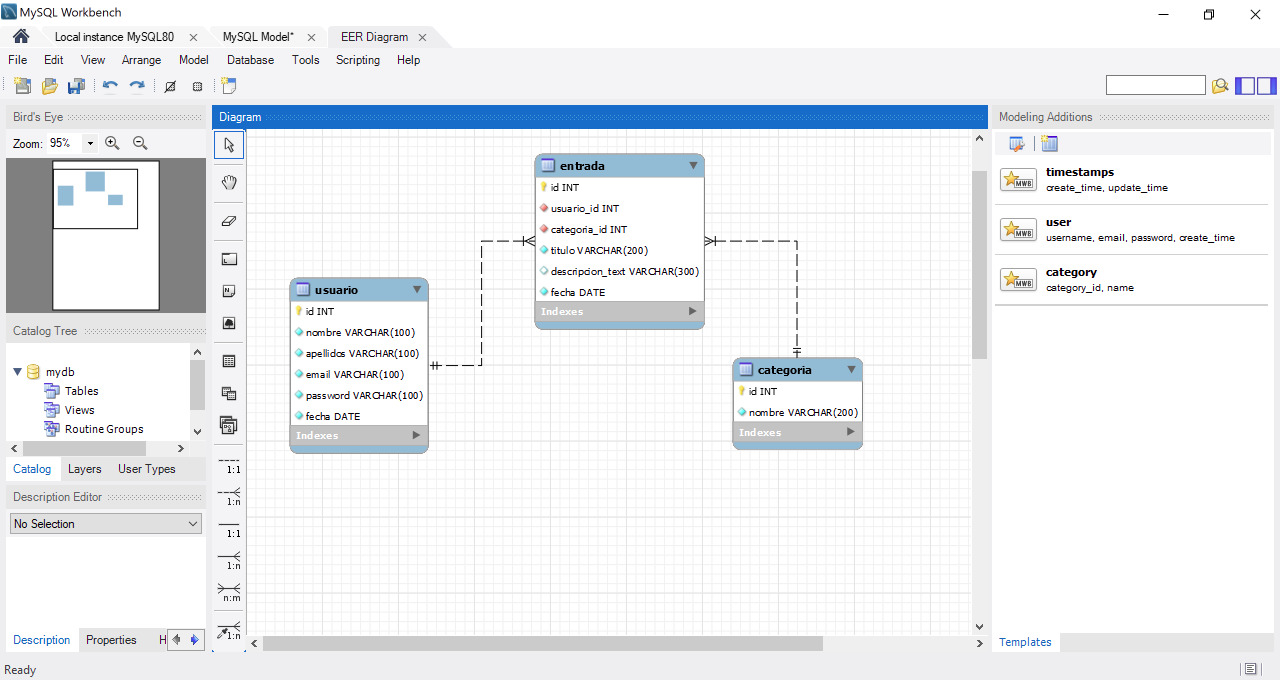 MySQL Workbench
Local instance MySQL80
MySQL Model*
EER Diagram
File Edit View Arrange Model Database Tools Scripting Help
Bird's Eye
Zoom: 95%
Catalog Tree
mydb
Tables
Views
Routine Groups
Catalog Layers User Types
Description Editor
No Selection
Description Properties H
Diagram
1:1
1:n
1:1
1:n
n:m
1:n
entrada
id INT
usuario_id INT
categoria_id INT
titulo VARCHAR(200)
descripcion_text VARCHAR(300)
fecha DATE
Indexes
usuario
id INT
nombre VARCHAR(100)
apellidos VARCHAR(100)
email VARCHAR(100)
password VARCHAR(100)
fecha DATE
Indexes
categoria
id INT
nombre VARCHAR(200)
Indexes
Modeling Additions
MWB
timestamps
create_time, update_time
MWB
user
username, email, password, create_time
MWB
category
category_id, name
Templates
Ready